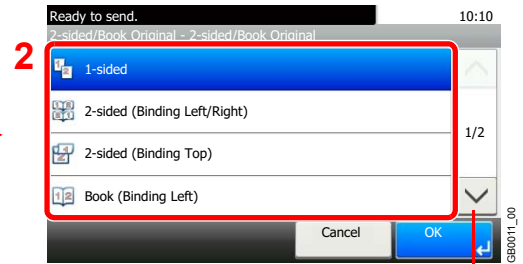 Ready to send. 10:10
2-sided/Book Original - 2-sided/Book Original
2
1-sided
2-sided (Binding Left/Right)
1/2
2-sided (Binding Top)
Book (Binding Left)
Cancel OK
GB0011_00